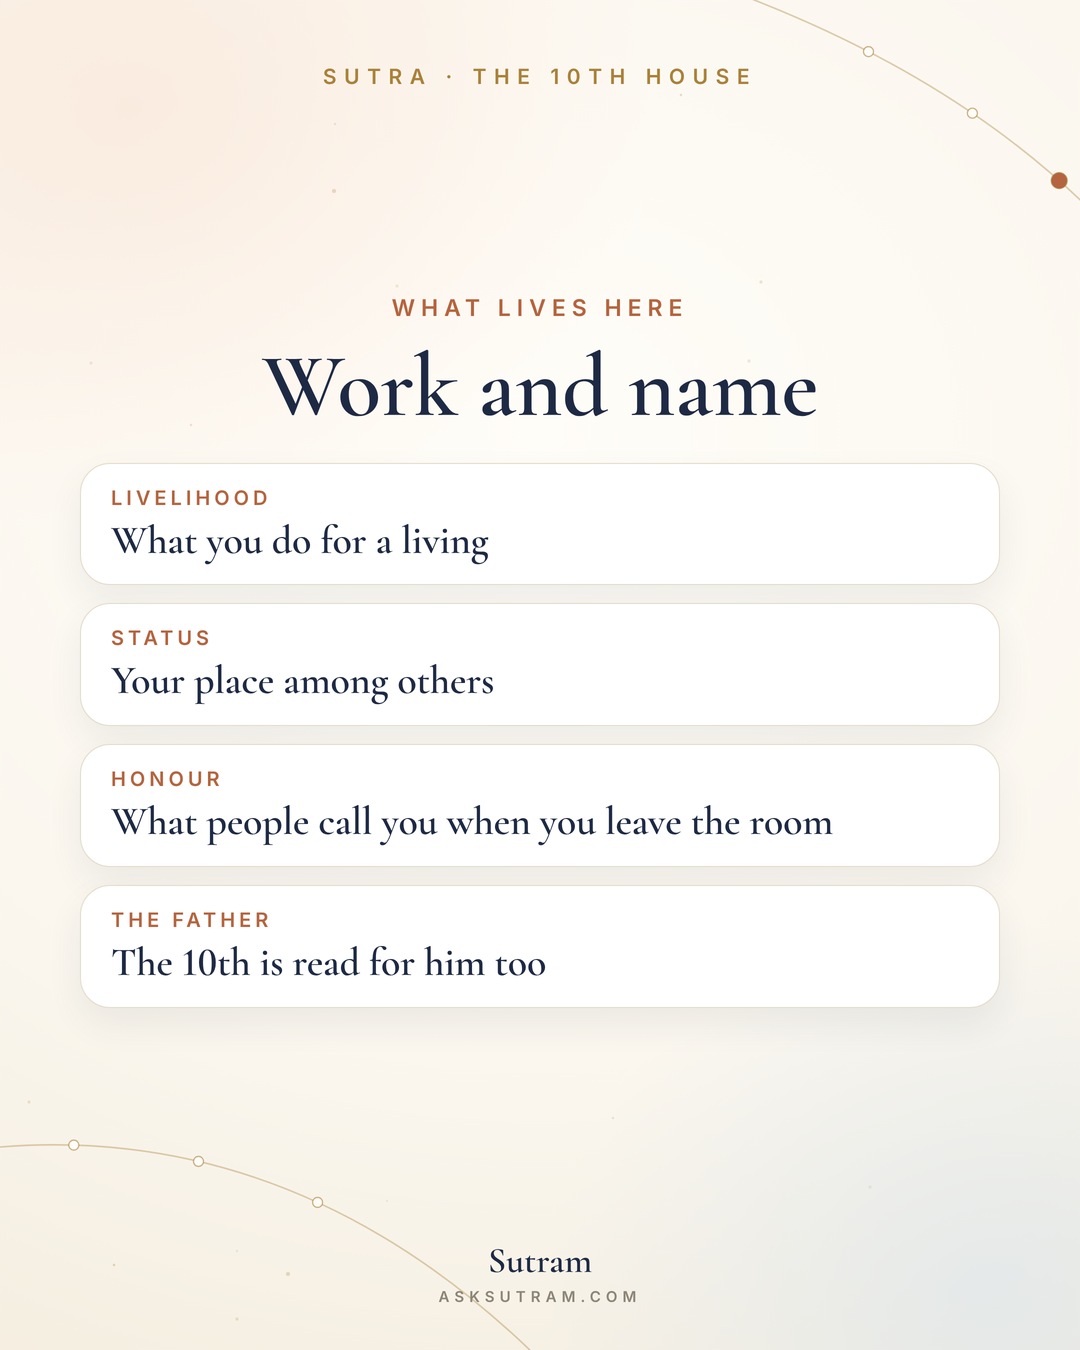 SUTRA · THE 10TH HOUSE
WHAT LIVES HERE
Work and name
LIVELIHOOD
What you do for a living
STATUS
Your place among others
HONOUR
What people call you when you leave the room
THE FATHER
The 10th is read for him too
Sutram
ASKSUTRAM.COM